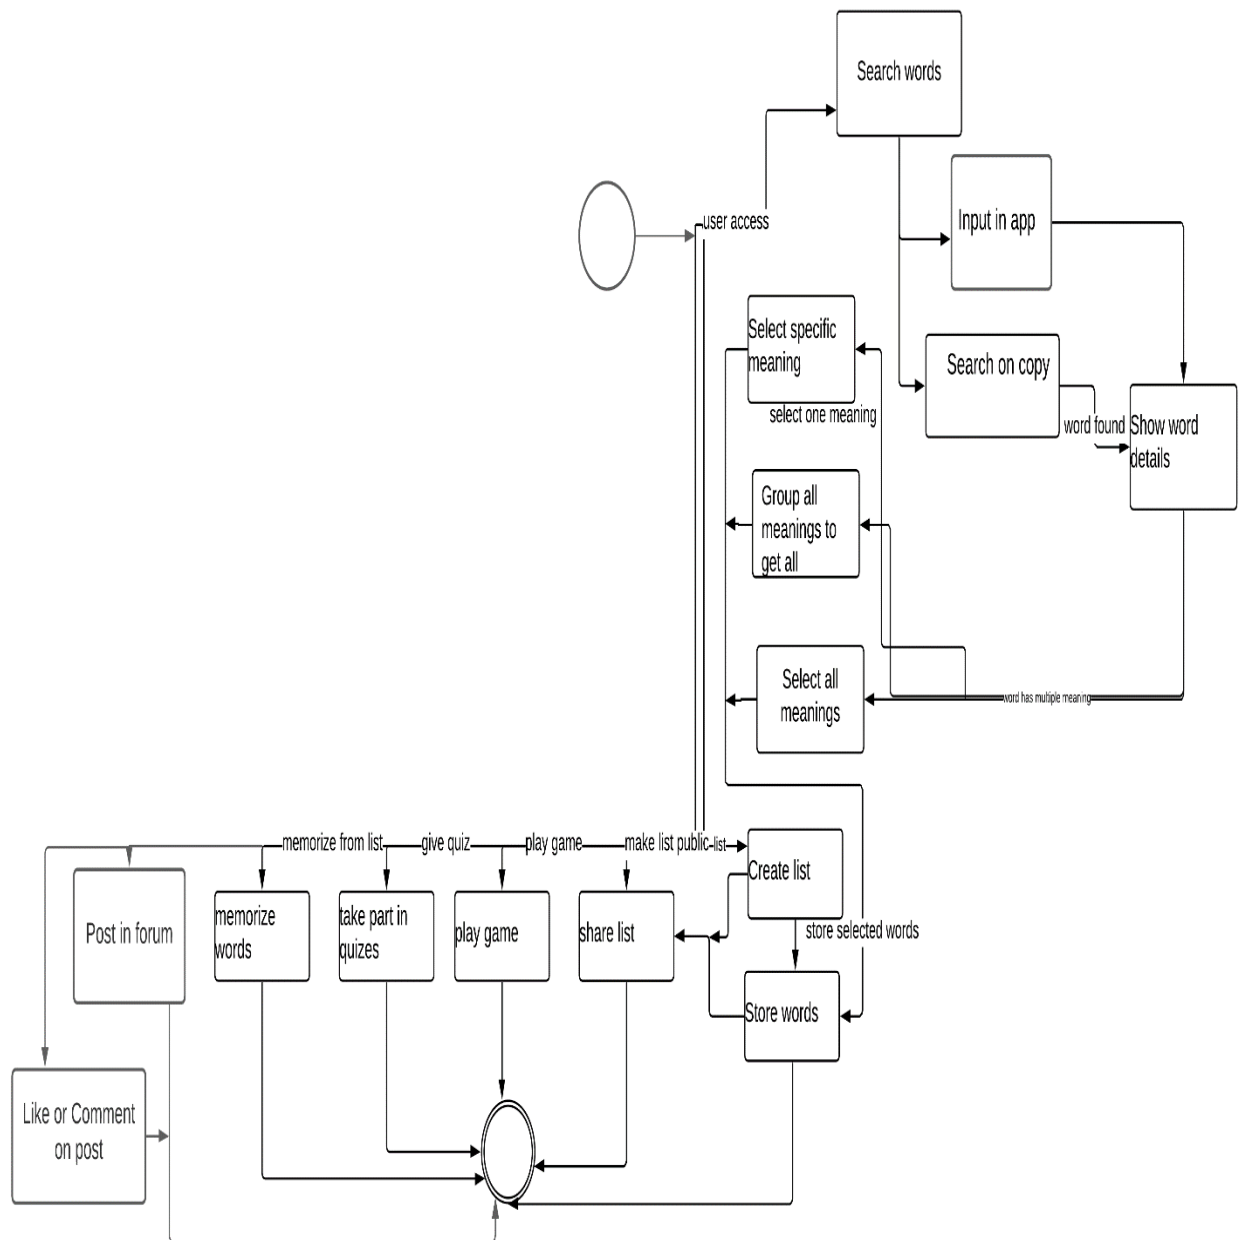 Search words
user access
Input in app
Select specific
meaning
select one meaning
Search on copy
word found
Show word
details
Group all
meanings to
get all
Select all
meanings
word has multiple meaning
memorize from list
give quiz
play game
make list public
list
Create list
Post in forum
memorize
words
take part in
quizes
play game
share list
store selected words
Store words
Like or Comment
on post